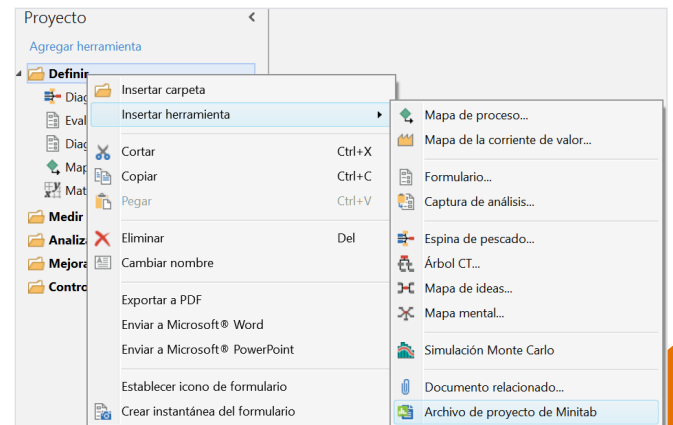 Proyecto
Agregar herramienta
Definir
Insertar carpeta
Insertar herramienta
Mapa de proceso...
Mapa de la corriente de valor...
Cortar Ctrl+X
Copiar Ctrl+C
Pegar Ctrl+V
Formulario...
Captura de análisis...
Medir
Eliminar Del
Espina de pescado...
Cambiar nombre
Árbol CT...
Mapa de ideas...
Exportar a PDF
Mapa mental...
Enviar a Microsoft® Word
Enviar a Microsoft® PowerPoint
Simulación Monte Carlo
Establecer icono de formulario
Documento relacionado...
Crear instantánea del formulario
Archivo de proyecto de Minitab